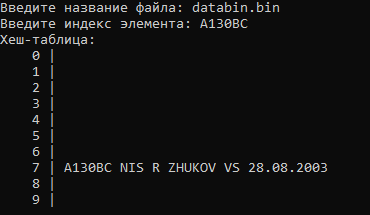 Введите название файла: databin.bin
Введите индекс элемента: A130BC
Хеш-таблица:
0 |
1 |
2 |
3 |
4 |
5 |
6 |
7 | A130BC NIS R ZHUKOV VS 28.08.2003
8 |
9 |